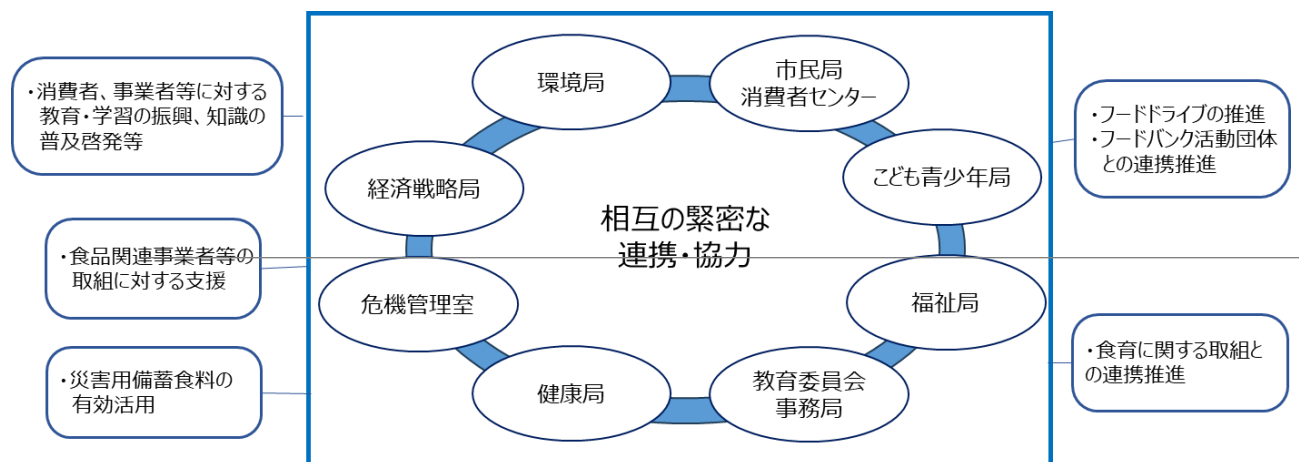 ・消費者、事業者等に対する
教育・学習の振興、知識の
普及啓発等
・食品関連事業者等の
取組に対する支援
・災害用備蓄食料の
有効活用
環境局
市民局
消費者センター
経済戦略局
こども青少年局
相互の緊密な
連携・協力
危機管理室
福祉局
健康局
教育委員会
事務局
・フードドライブの推進
・フードバンク活動団体
との連携推進
・食育に関する取組と
の連携推進